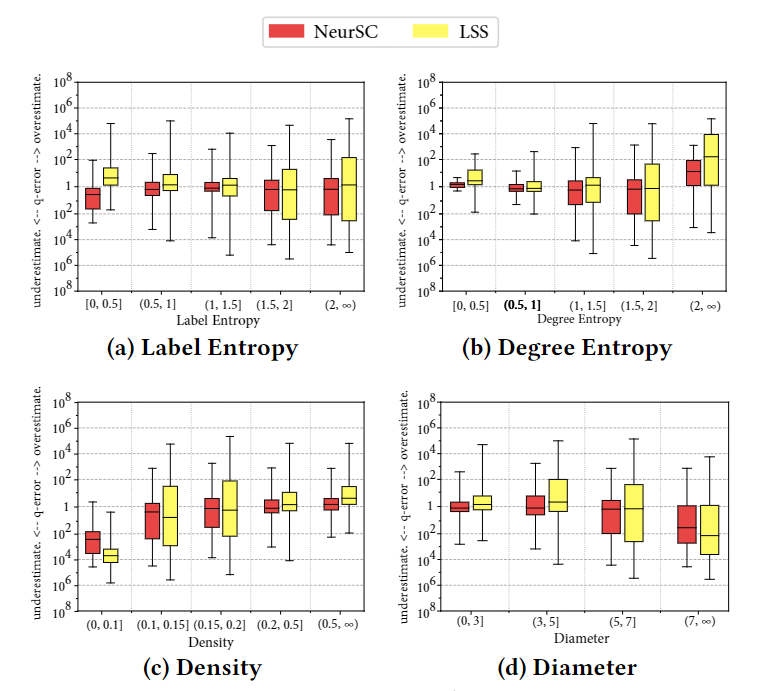 NeurSC LSS
underestimate. <-- q-error --> overestimate.
10^8
10^6
10^4
10^2
1
10^2
10^4
10^6
10^8
[0, 0.5] (0.5, 1] (1, 1.5] (1.5, 2] (2, ∞)
Label Entropy
(a) Label Entropy
underestimate. <-- q-error --> overestimate.
10^8
10^6
10^4
10^2
1
10^2
10^4
10^6
10^8
[0, 0.5] (0.5, 1] (1, 1.5] (1.5, 2] (2, ∞)
Degree Entropy
(b) Degree Entropy
underestimate. <-- q-error --> overestimate.
10^8
10^6
10^4
10^2
1
10^2
10^4
10^6
10^8
(0, 0.1] (0.1, 0.15] (0.15, 0.2] (0.2, 0.5] (0.5, ∞)
Density
(c) Density
underestimate. <-- q-error --> overestimate.
10^8
10^6
10^4
10^2
1
10^2
10^4
10^6
10^8
(0, 3] (3, 5] (5, 7] (7, ∞)
Diameter
(d) Diameter